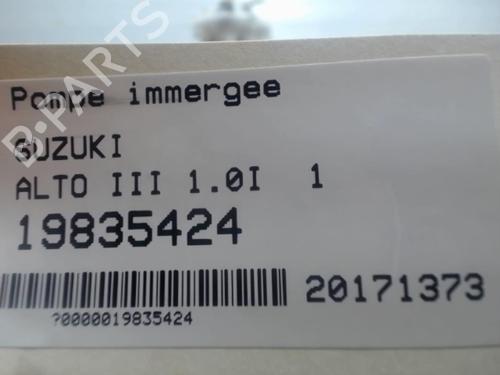 Pompe immergee
SUZUKI
ALTO III 1.0I 1
19835424
20171373
?0000019835424
B-PARTS